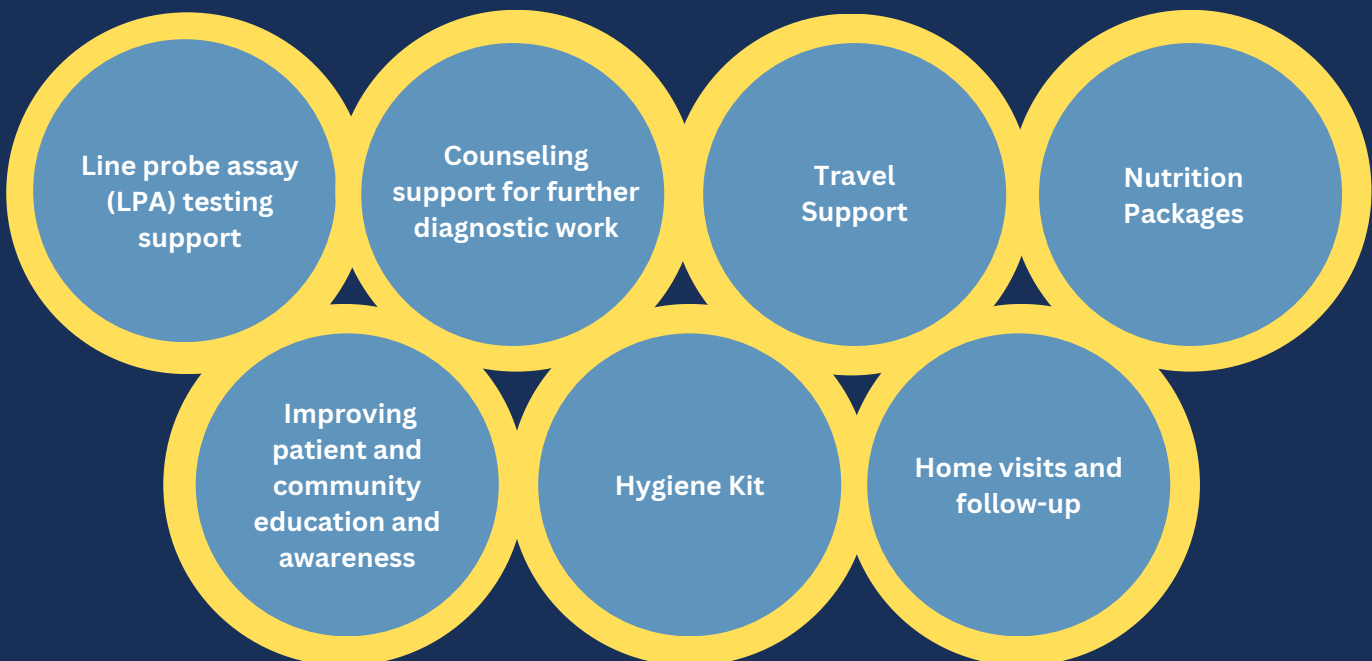 Line probe assay
(LPA) testing
support
Counseling
support for further
diagnostic work
Travel
Support
Nutrition
Packages
Improving
patient and
community
education and
awareness
Hygiene Kit
Home visits and
follow-up